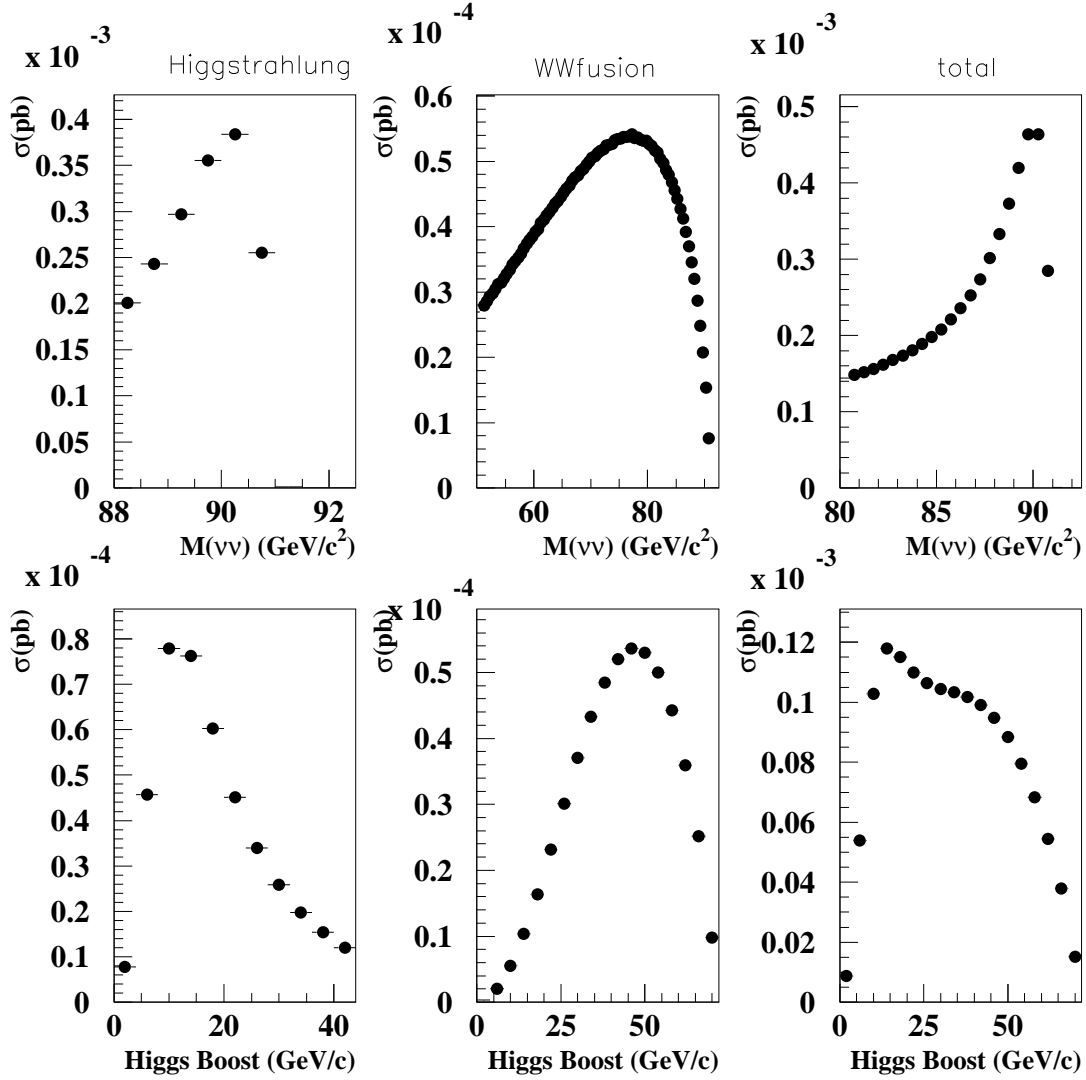 x 10 -3
Higgstrahlung
σ(pb)
0.4
0.35
0.3
0.25
0.2
0.15
0.1
0.05
0
88
90
92
M(νν) (GeV/c2)
x 10 -4
WWfusion
σ(pb)
0.6
0.5
0.4
0.3
0.2
0.1
0
60
80
M(νν) (GeV/c2)
x 10 -3
total
σ(pb)
0.5
0.4
0.3
0.2
0.1
0
80
85
90
M(νν) (GeV/c2)
x 10 -4
σ(pb)
0.8
0.7
0.6
0.5
0.4
0.3
0.2
0.1
0
0
20
40
Higgs Boost (GeV/c)
x 10 -4
σ(pb)
0.5
0.4
0.3
0.2
0.1
0
0
25
50
Higgs Boost (GeV/c)
x 10 -3
σ(pb)
0.12
0.1
0.08
0.06
0.04
0.02
0
0
25
50
Higgs Boost (GeV/c)